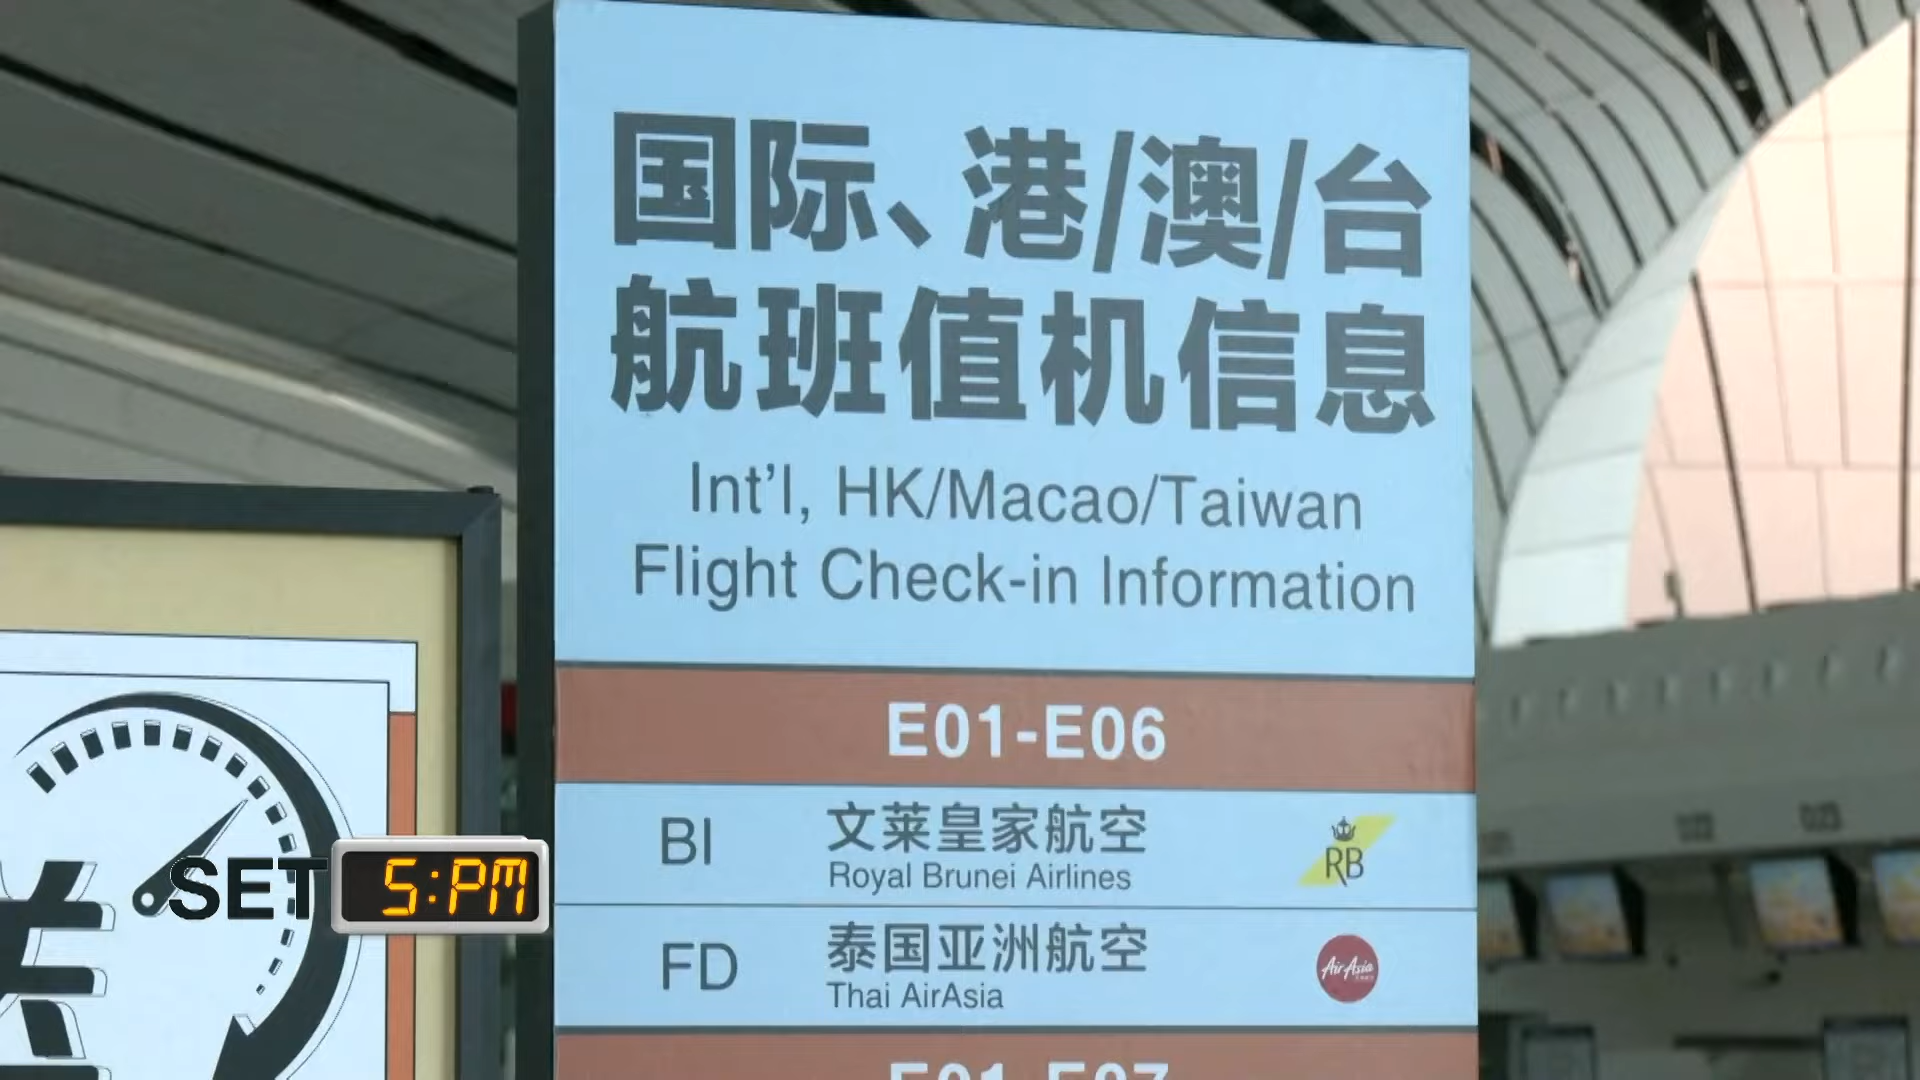 国际、港/澳/台
航班值机信息
Int'l, HK/Macao/Taiwan
Flight Check-in Information
E01-E06
BI 文莱皇家航空 RB
Royal Brunei Airlines
FD 泰国亚洲航空 AirAsia
Thai AirAsia
E01-E07
SET 5:PM